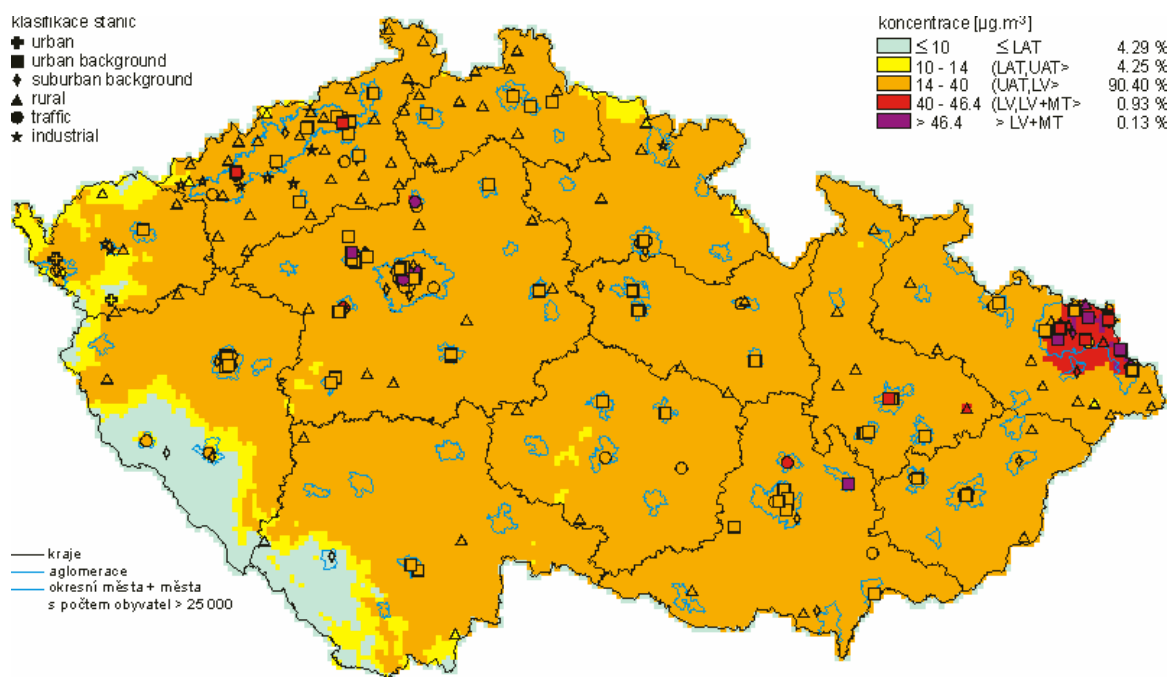 klasifikace stanic
urban
urban background
suburban background
rural
traffic
industrial
koncentrace [µg.m-³]
≤ 10 ≤ LAT 4.29 %
10 - 14 (LAT,UAT> 4.25 %
14 - 40 (UAT,LV> 90.40 %
40 - 46.4 (LV,LV+MT> 0.93 %
> 46.4 > LV+MT 0.13 %
kraje
aglomerace
okresní města + města
s počtem obyvatel > 25 000